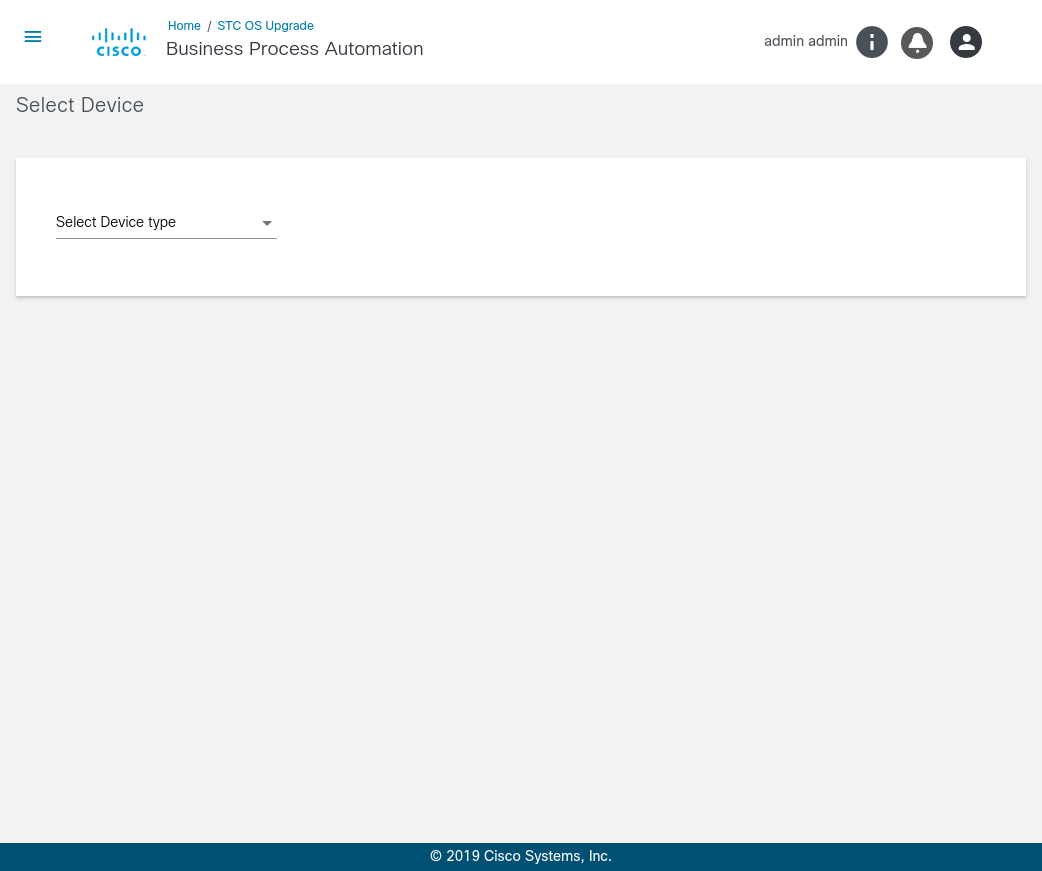 Home / STC OS Upgrade
cisco
Business Process Automation
admin admin
Select Device
Select Device type
© 2019 Cisco Systems, Inc.